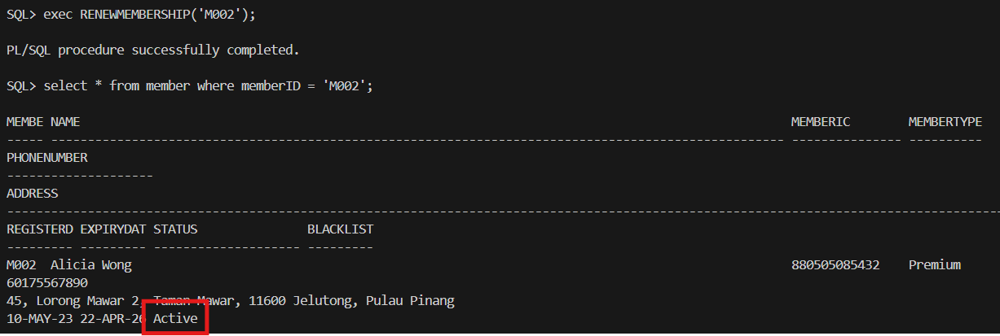 SQL> exec RENEWMEMBERSHIP('M002');
PL/SQL procedure successfully completed.
SQL> select * from member where memberID = 'M002';
MEMBE NAME MEMBERIC MEMBERTYPE
----- ---------------------------------------------------------------------------------------------------- --------------- ----------
PHONENUMBER
--------------------
ADDRESS
----------------------------------------------------------------------------------------------------------------------------------------
REGISTERD EXPIRYDAT STATUS BLACKLIST
--------- --------- -------------------- ---------
M002 Alicia Wong 880505085432 Premium
60175567890
45, Lorong Mawar 2, Taman Mawar, 11600 Jelutong, Pulau Pinang
10-MAY-23 22-APR-26 Active